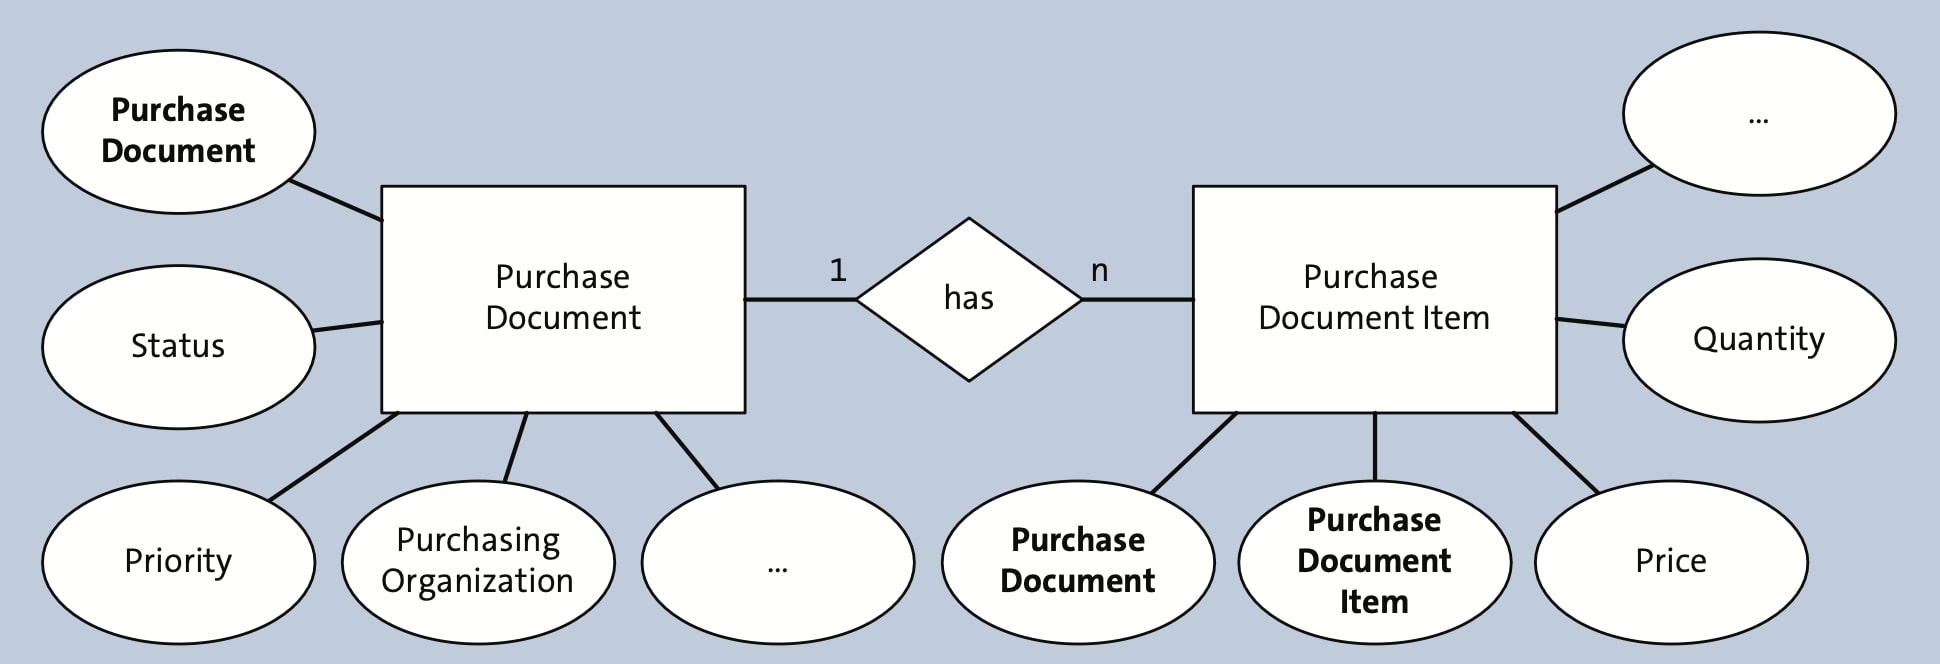 Purchase
Document
Status
Priority
Purchasing
Organization
...
Purchase
Document
1
has
n
Purchase
Document Item
...
Quantity
Purchase
Document
Purchase
Document
Item
Price